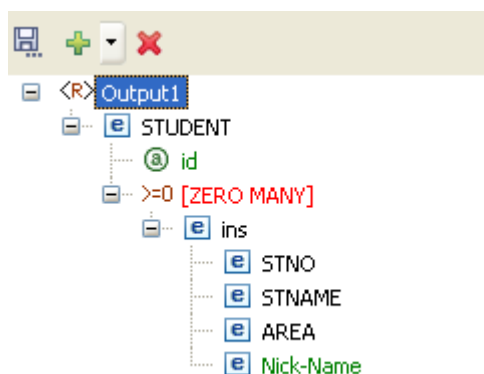 <R> Output1
e STUDENT
a id
>=0 [ZERO MANY]
e ins
e STNO
e STNAME
e AREA
e Nick-Name